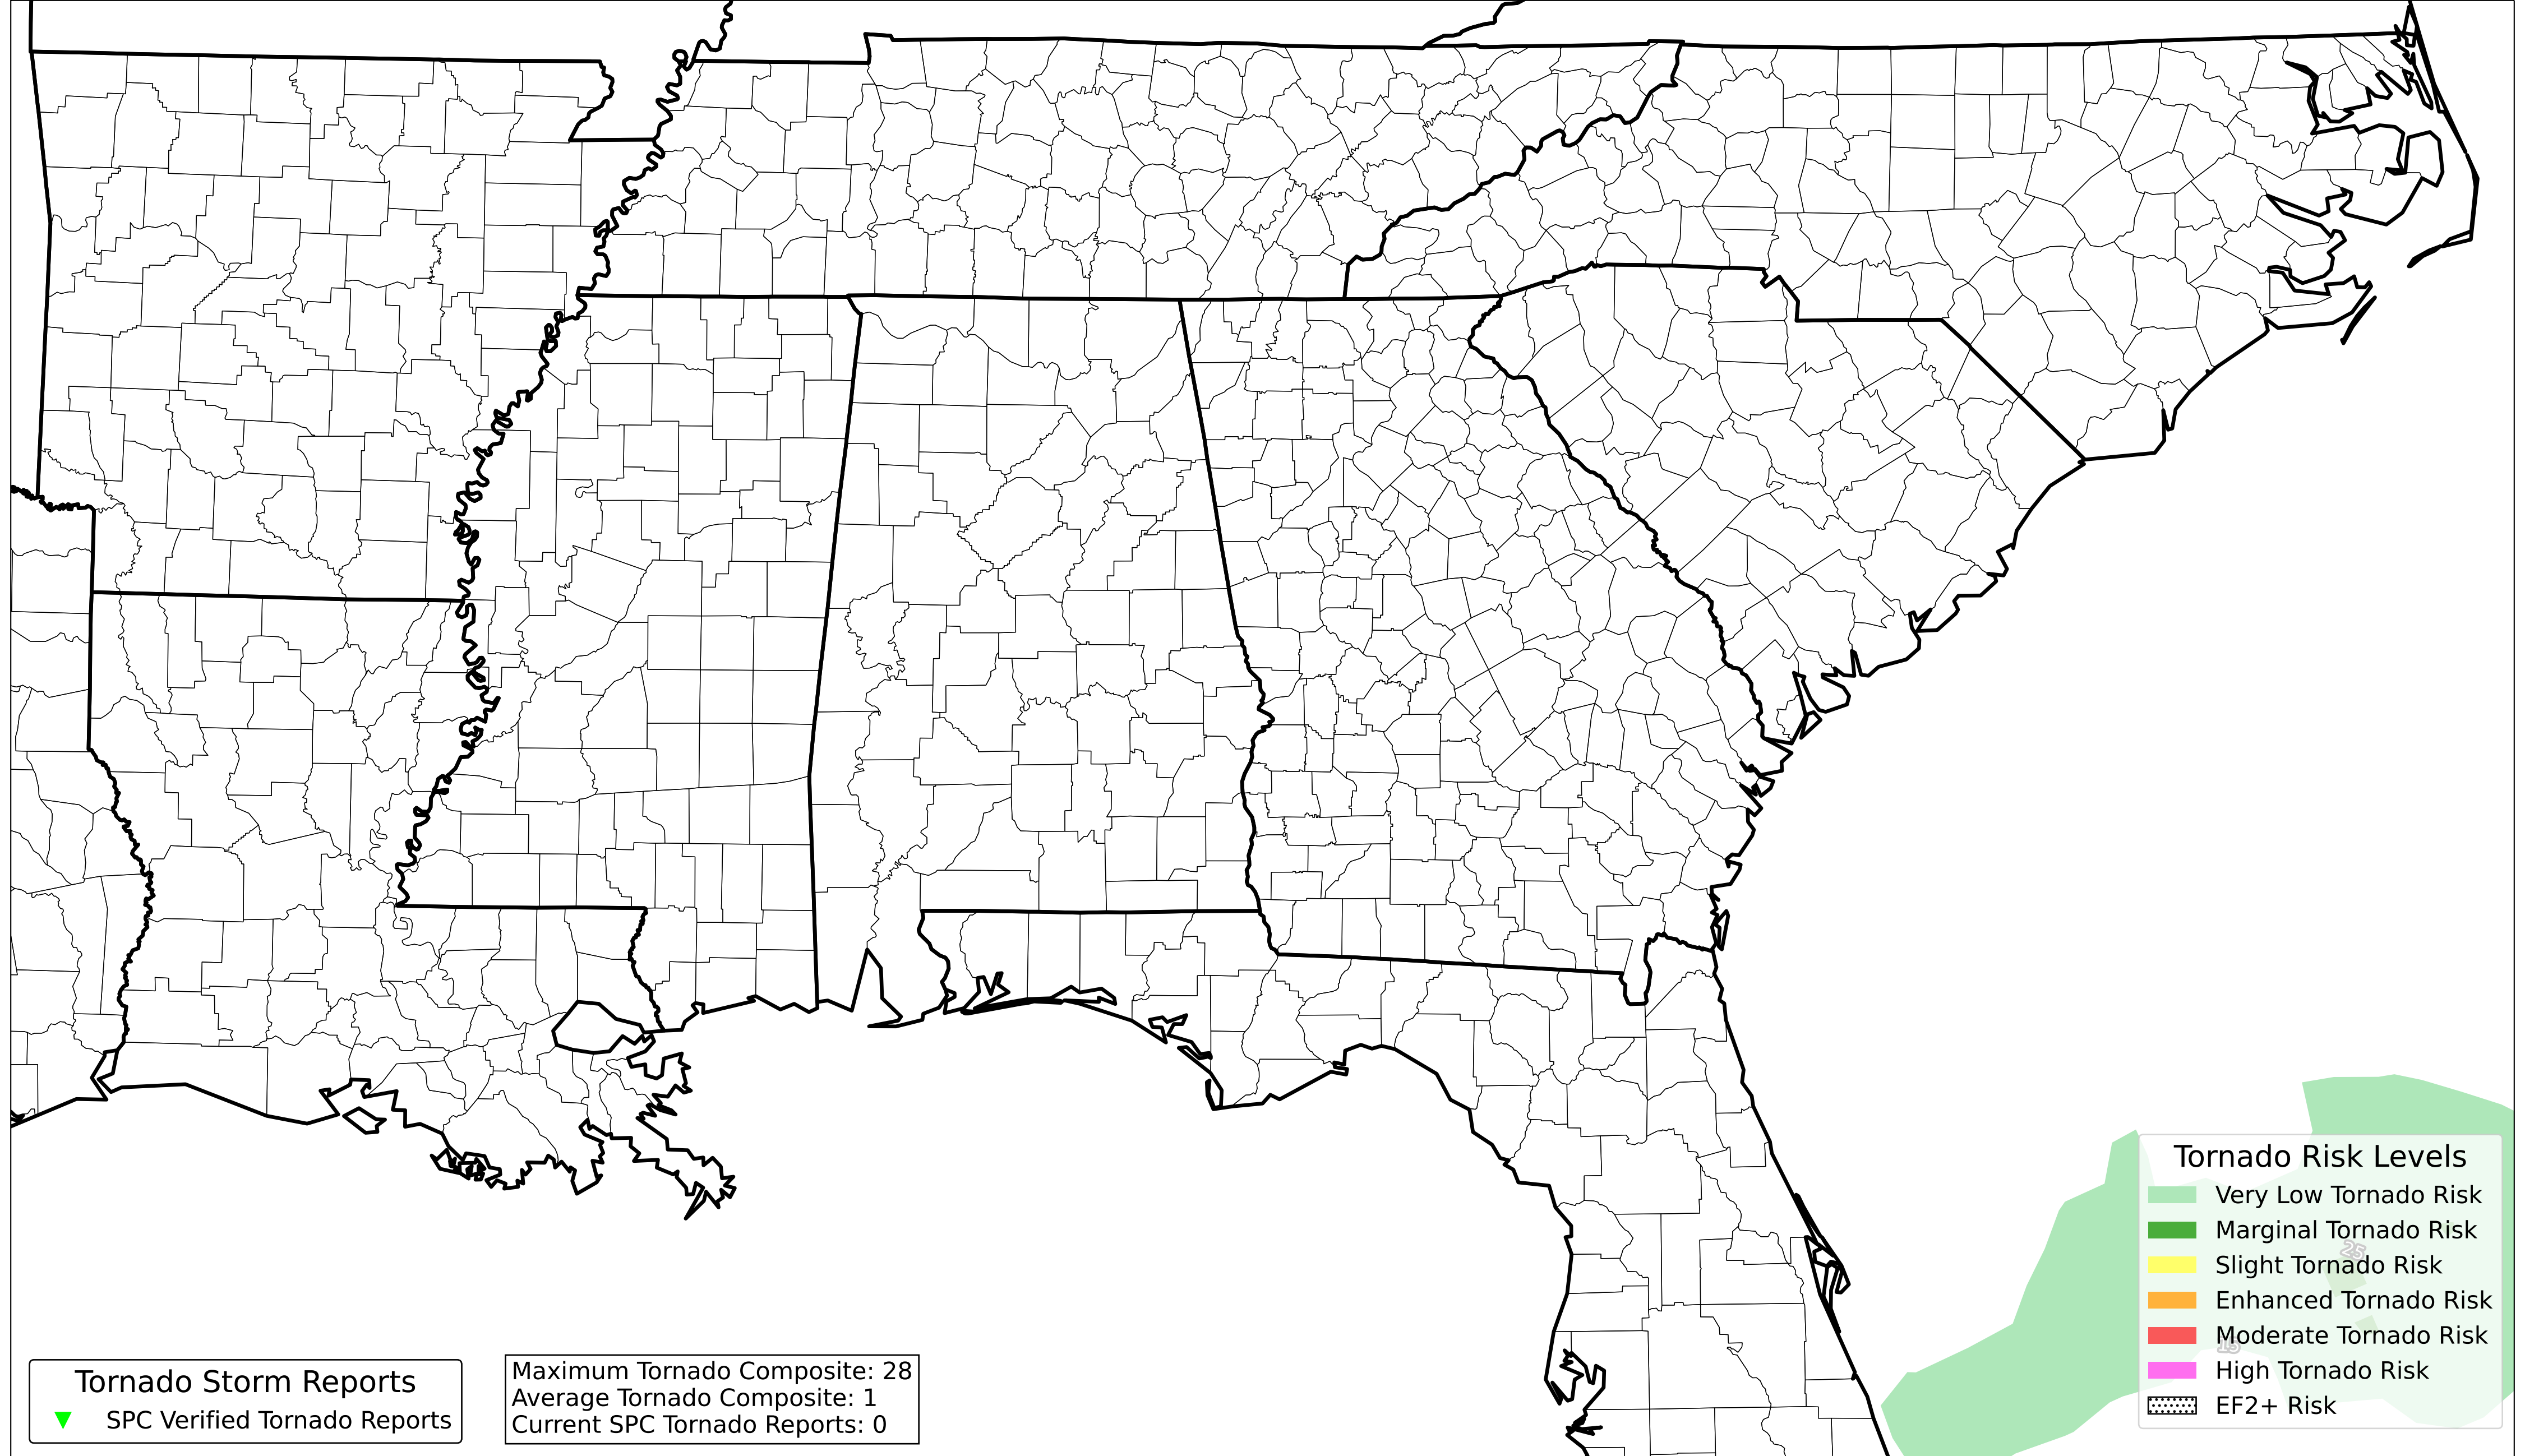 Tornado Risk Levels
Very Low Tornado Risk
Marginal Tornado Risk
25
Slight Tornado Risk
Enhanced Tornado Risk
Moderate Tornado Risk
15
High Tornado Risk
EF2+ Risk
Tornado Storm Reports
SPC Verified Tornado Reports
Maximum Tornado Composite: 28
Average Tornado Composite: 1
Current SPC Tornado Reports: 0